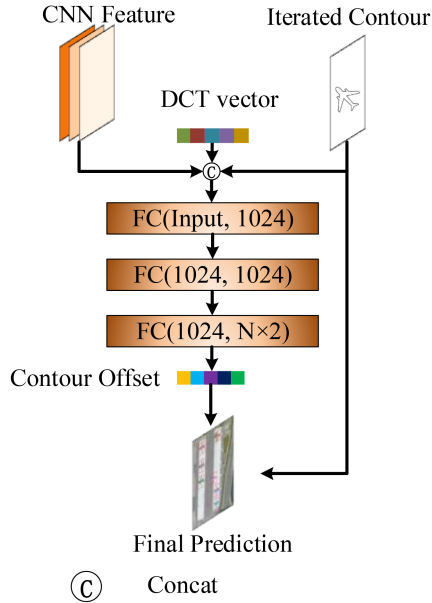 CNN Feature
Iterated Contour
DCT vector
C
FC(Input, 1024)
FC(1024, 1024)
FC(1024, N×2)
Contour Offset
Final Prediction
C Concat